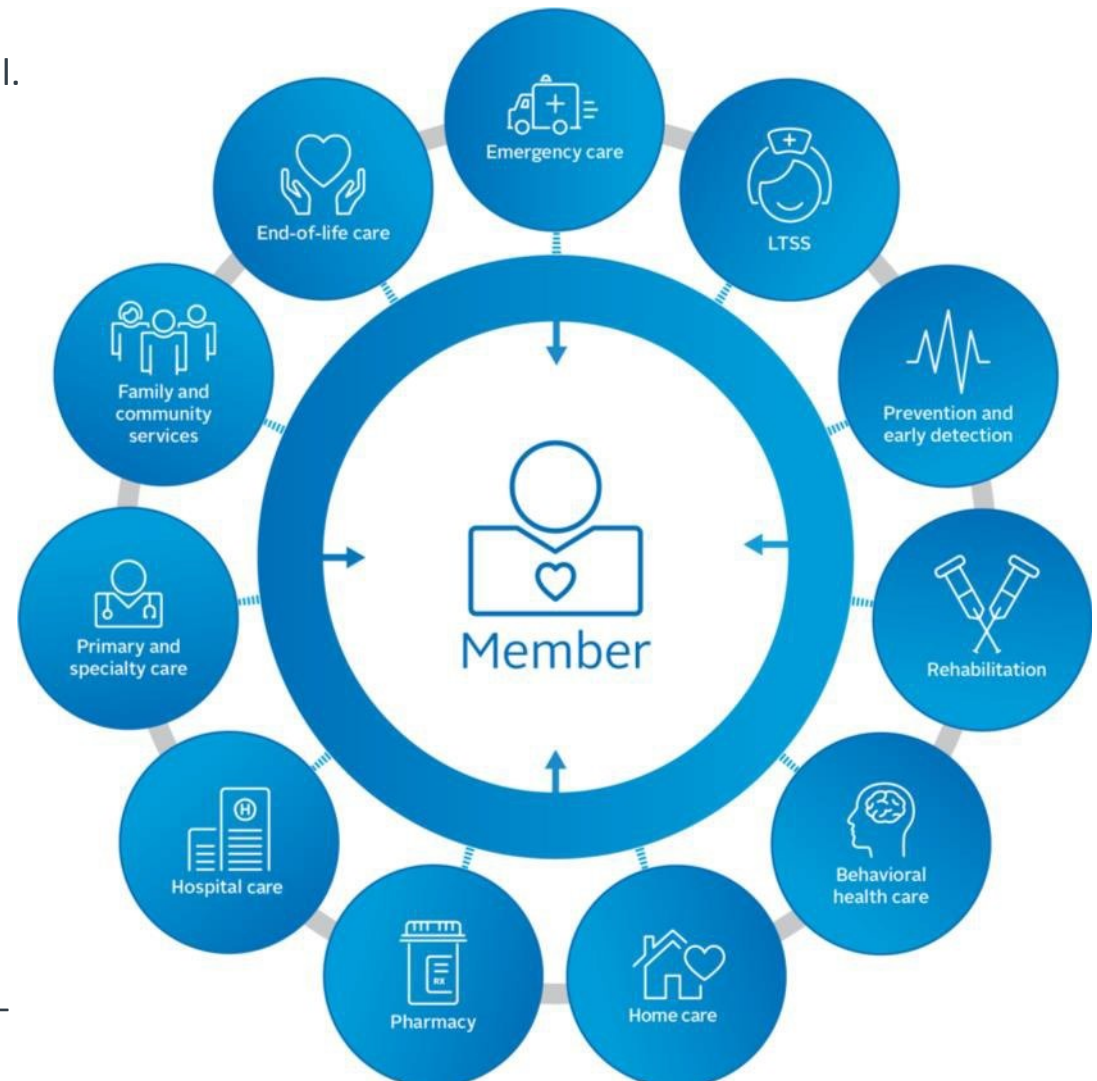 l.
Emergency care
LTSS
Prevention and
early detection
Rehabilitation
Behavioral
health care
Home care
RX
Pharmacy
H
Hospital care
Primary and
specialty care
Family and
community
services
End-of-life care
Member